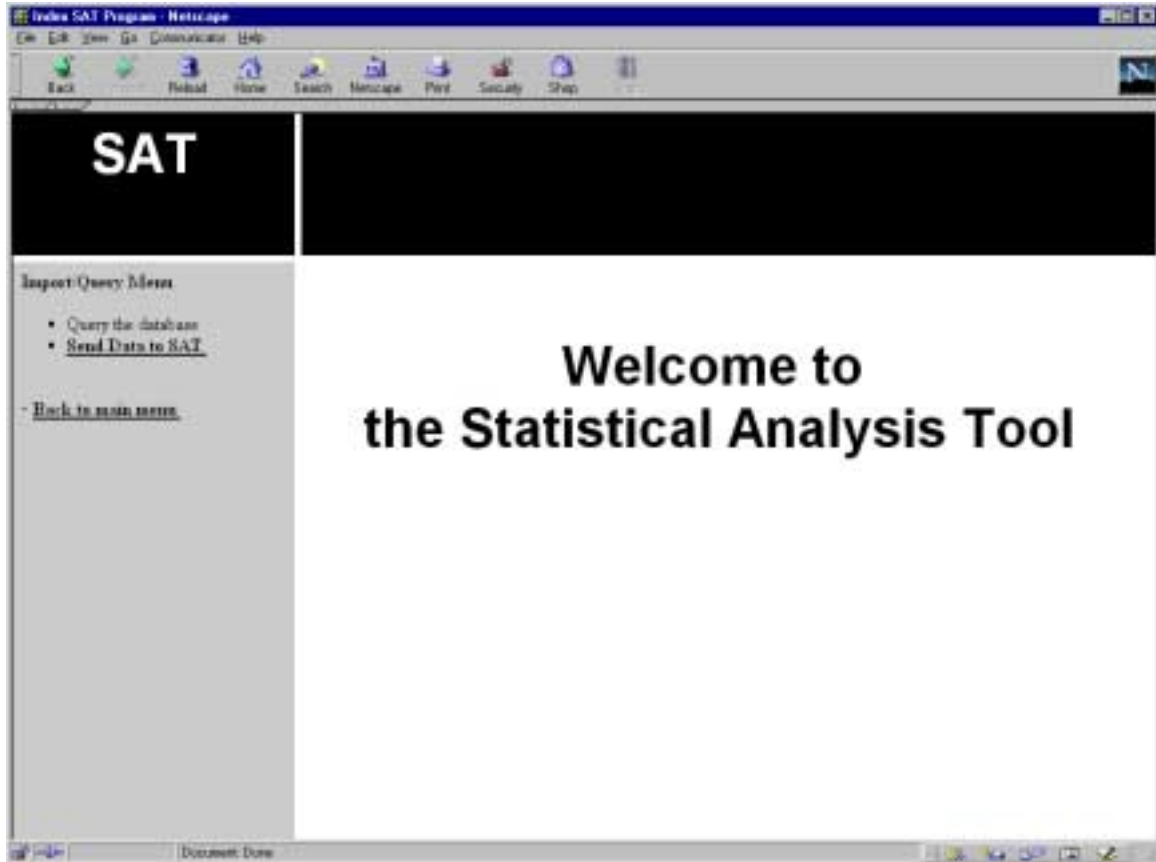 Index SAT Program - Netscape
File Edit View Go Communicator Help
Back Reload Home Search Netscape Print Security Shop
SAT
Import/Query Menu
• Query the database
• Send Data to SAT
- Back to main menu
Welcome to
the Statistical Analysis Tool
N
Document: Done